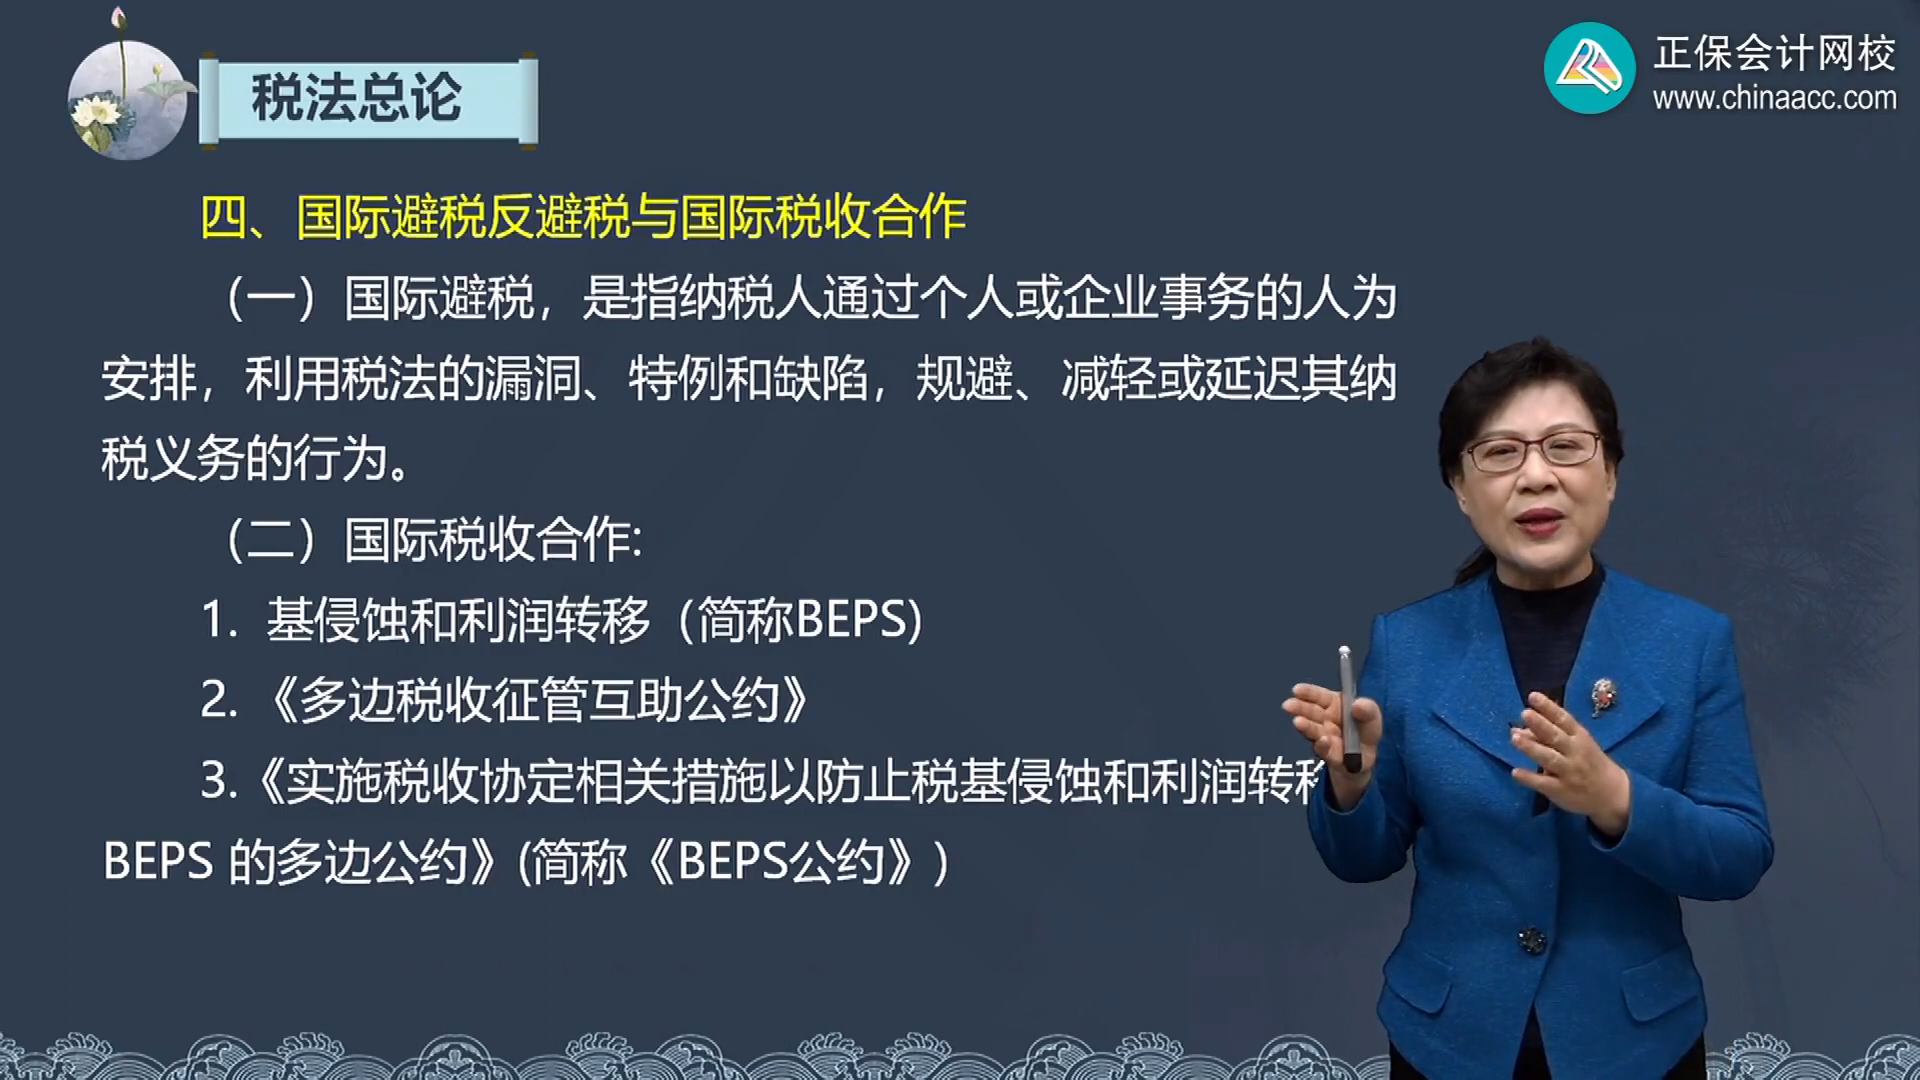 税法总论
正保会计网校
www.chinaacc.com
四、国际避税反避税与国际税收合作
（一）国际避税，是指纳税人通过个人或企业事务的人为
安排，利用税法的漏洞、特例和缺陷，规避、减轻或延迟其纳
税义务的行为。
（二）国际税收合作:
1. 基侵蚀和利润转移（简称BEPS）
2. 《多边税收征管互助公约》
3.《实施税收协定相关措施以防止税基侵蚀和利润转移
BEPS 的多边公约》(简称《BEPS公约》)